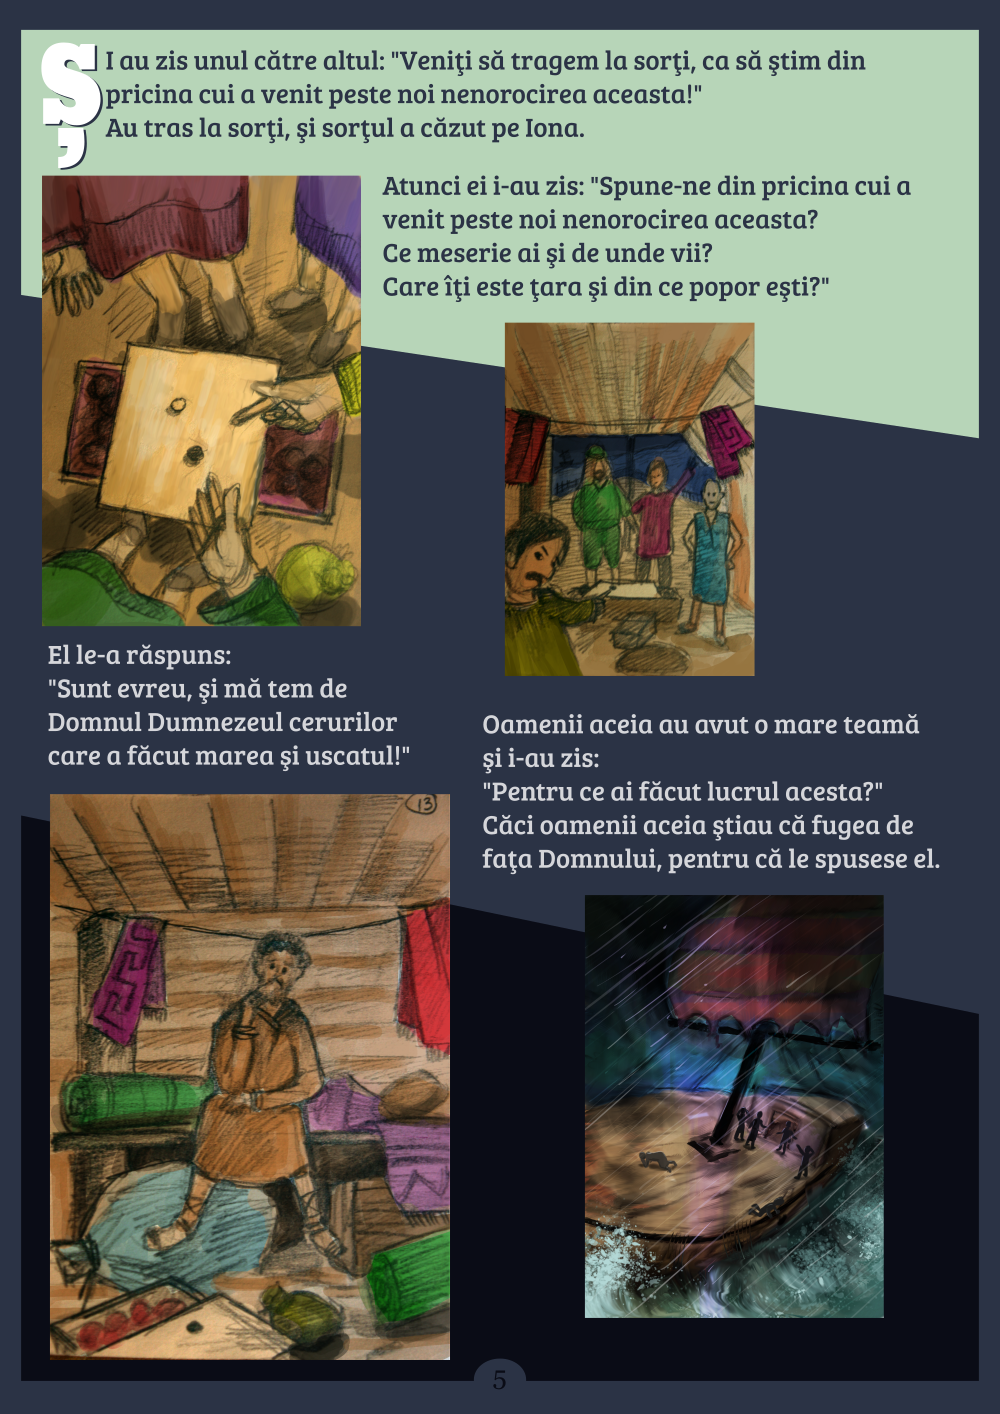 ŞI au zis unul către altul: "Veniţi să tragem la sorţi, ca să ştim din
pricina cui a venit peste noi nenorocirea aceasta!"
Au tras la sorţi, şi sorţul a căzut pe Iona.
Atunci ei i-au zis: "Spune-ne din pricina cui a
venit peste noi nenorocirea aceasta?
Ce meserie ai şi de unde vii?
Care îţi este ţara şi din ce popor eşti?"
El le-a răspuns:
"Sunt evreu, şi mă tem de
Domnul Dumnezeul cerurilor
care a făcut marea şi uscatul!"
Oamenii aceia au avut o mare teamă
şi i-au zis:
"Pentru ce ai făcut lucrul acesta?"
Căci oamenii aceia ştiau că fugea de
faţa Domnului, pentru că le spusese el.
13
5